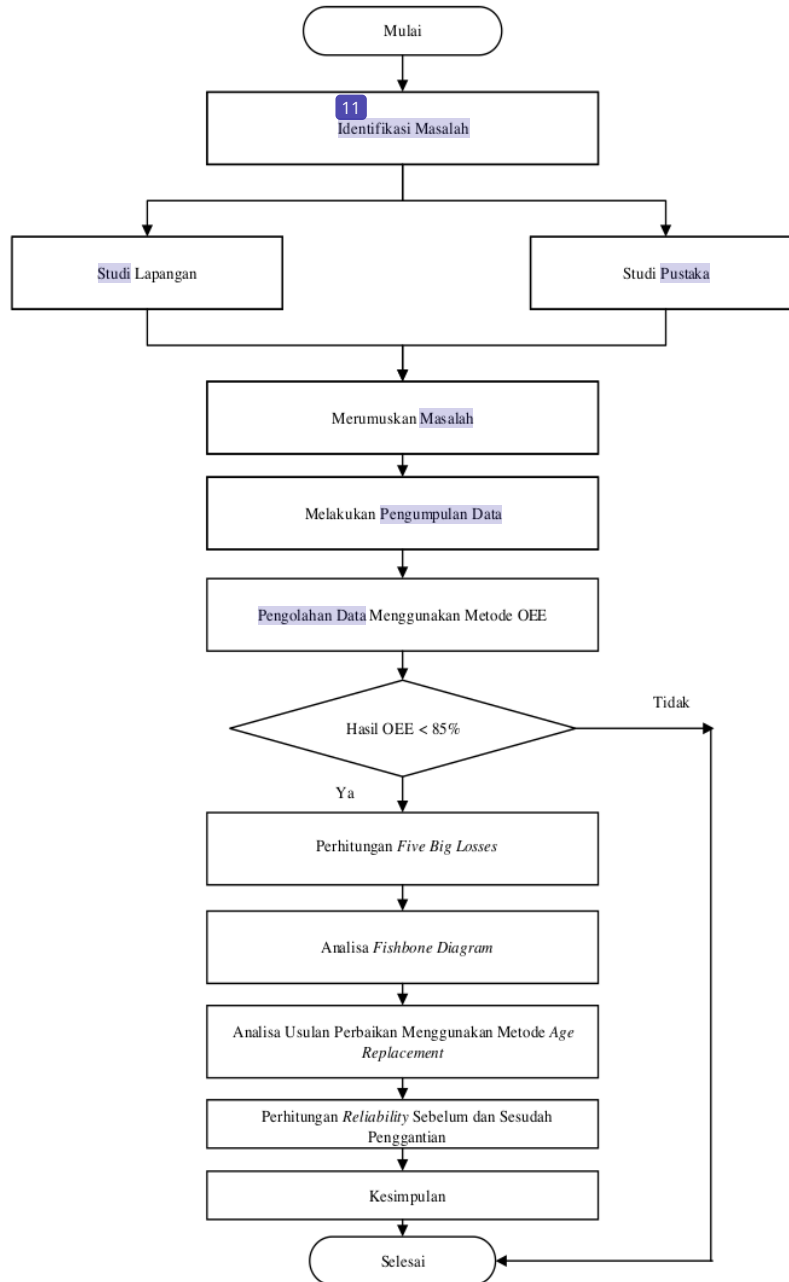 Mulai
11
Identifikasi Masalah
Studi Lapangan
Studi Pustaka
Merumuskan Masalah
Melakukan Pengumpulan Data
Pengolahan Data Menggunakan Metode OEE
Hasil OEE < 85%
Tidak
Ya
Perhitungan Five Big Losses
Analisa Fishbone Diagram
Analisa Usulan Perbaikan Menggunakan Metode Age
Replacement
Perhitungan Reliability Sebelum dan Sesudah
Penggantian
Kesimpulan
Selesai